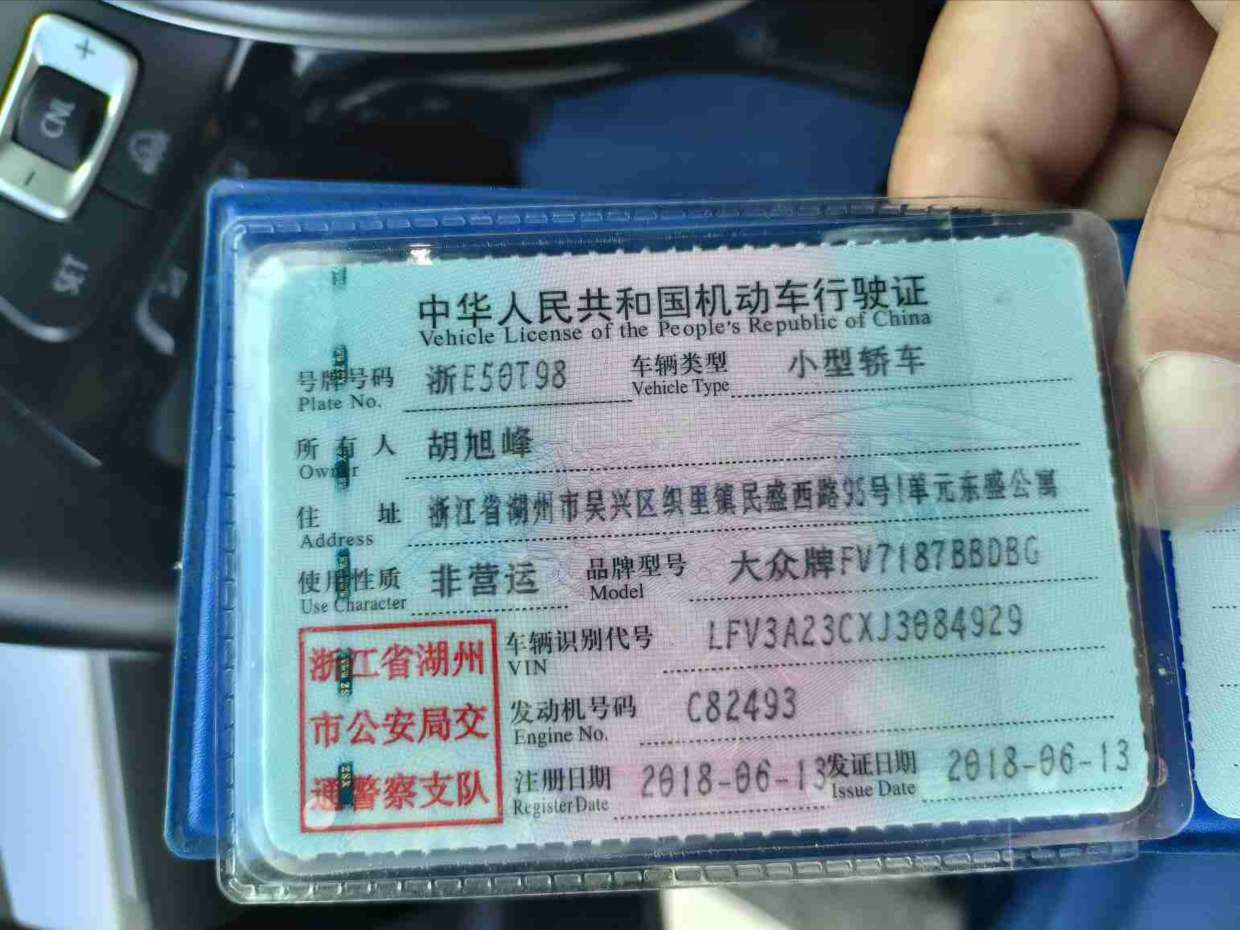 +
CNL
-
SET
中华人民共和国机动车行驶证
Vehicle License of the People's Republic of China
号牌号码 浙E50T98 车辆类型 小型轿车
Plate No. Vehicle Type
所有人 胡旭峰
Owner
住址 浙江省湖州市吴兴区织里镇民盛西路95号1单元东盛公寓
Address
使用性质 非营运 品牌型号 大众牌FV7187BBDBG
Use Character Model
车辆识别代号 LFV3A23CXJ3084929
VIN
发动机号码 C82493
Engine No.
注册日期 2018-06-13 发证日期 2018-06-13
Register Date Issue Date
浙江省湖州
市公安局交
通警察支队